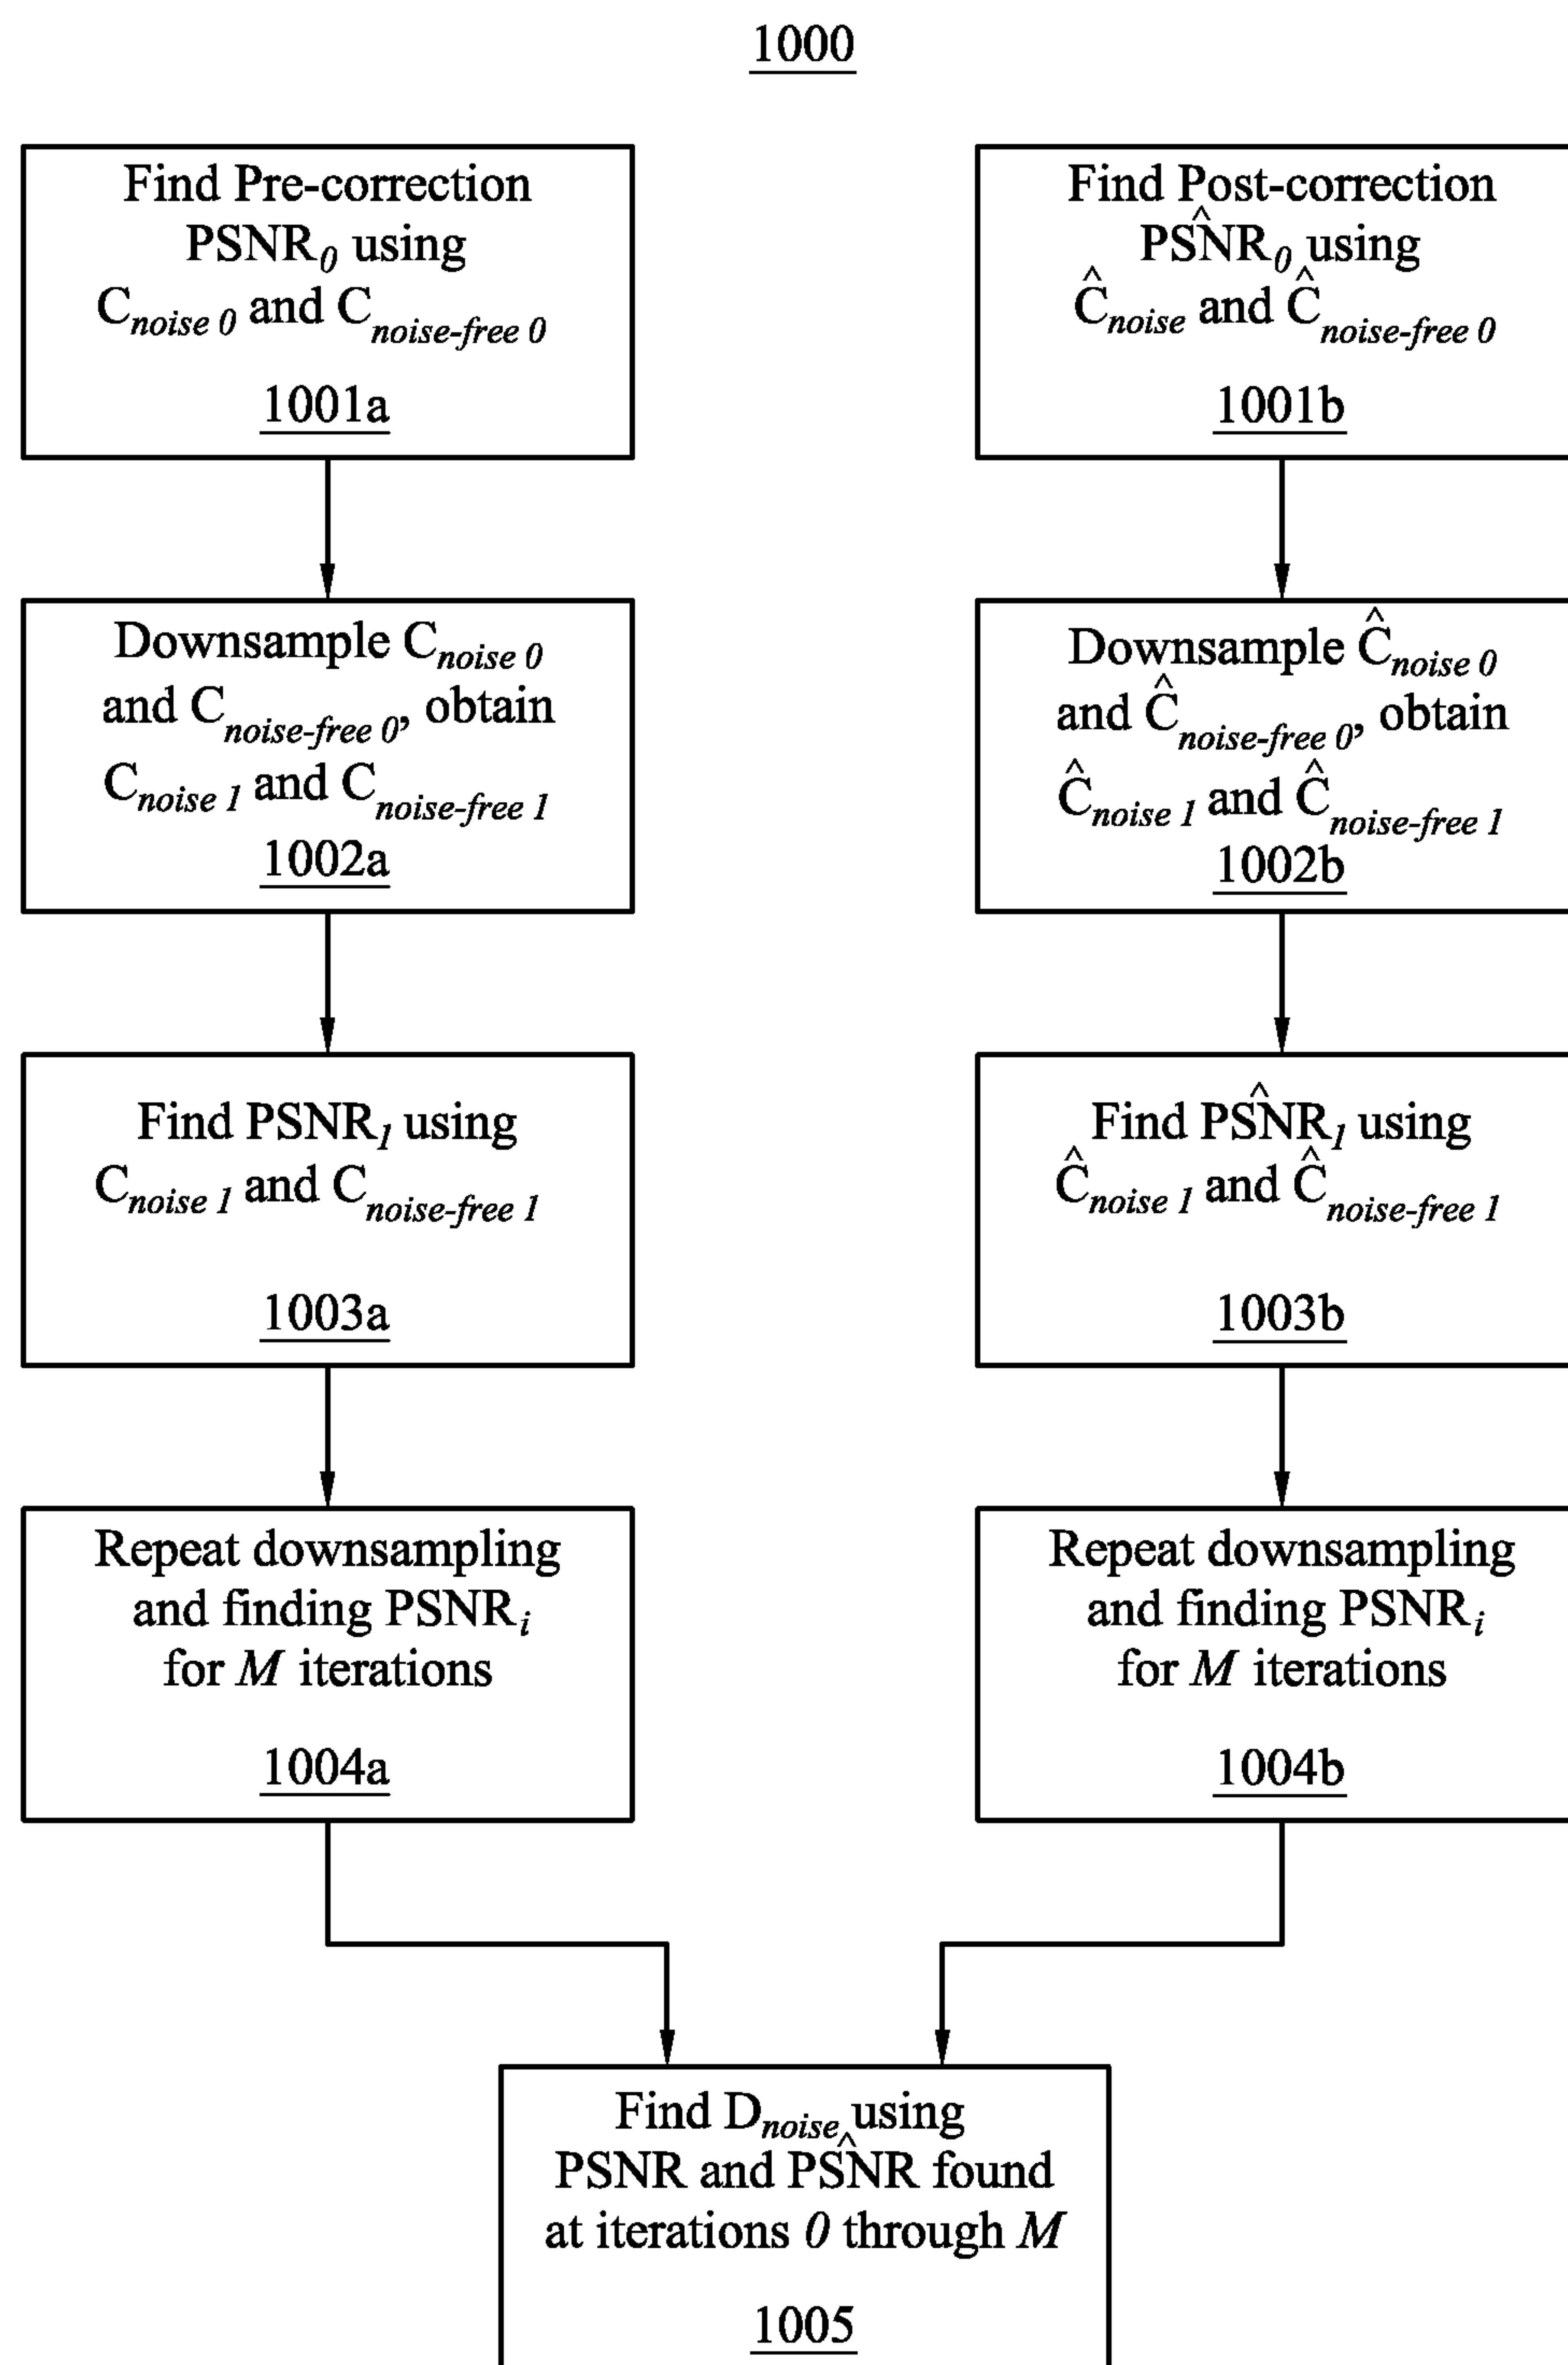 1000
Find Pre-correction
PSNR0 using
Cnoise 0 and Cnoise-free 0
1001a
Downsample Cnoise 0
and Cnoise-free 0, obtain
Cnoise 1 and Cnoise-free 1
1002a
Find PSNR1 using
Cnoise 1 and Cnoise-free 1
1003a
Repeat downsampling
and finding PSNRi
for M iterations
1004a
Find Post-correction
PSN̂R0 using
Ĉnoise and Ĉnoise-free 0
1001b
Downsample Ĉnoise 0
and Ĉnoise-free 0, obtain
Ĉnoise 1 and Ĉnoise-free 1
1002b
Find PSN̂R1 using
Ĉnoise 1 and Ĉnoise-free 1
1003b
Repeat downsampling
and finding PSNRi
for M iterations
1004b
Find Dnoise using
PSNR and PSN̂R found
at iterations 0 through M
1005